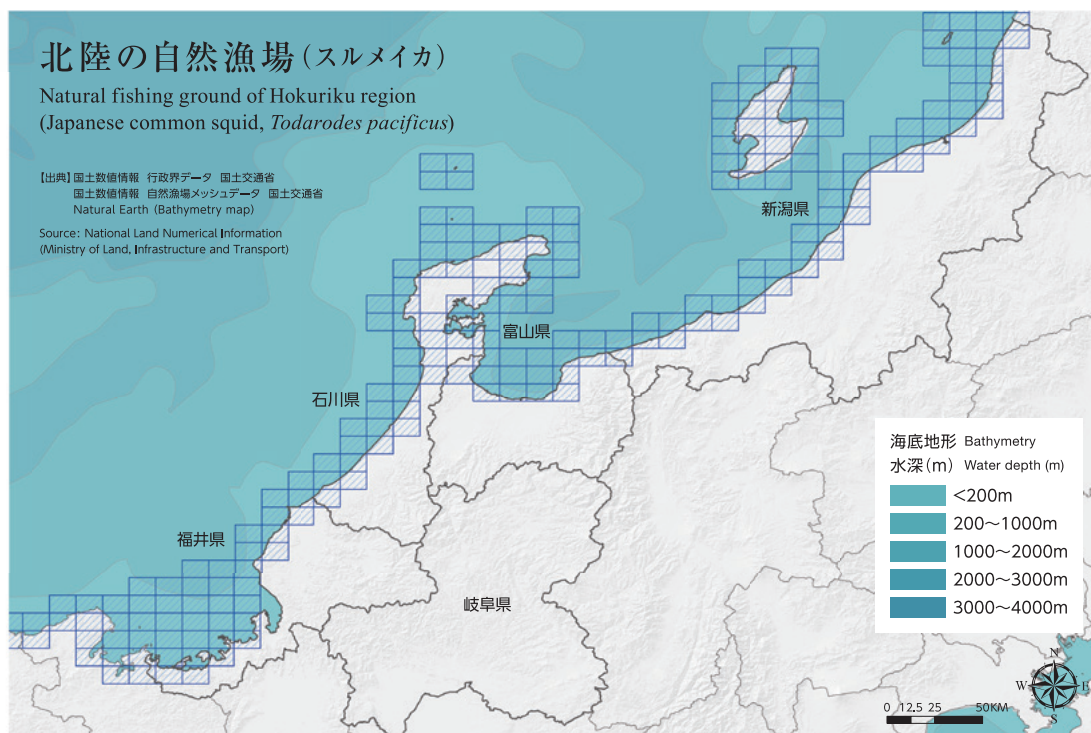 北陸の自然漁場(スルメイカ)
Natural fishing ground of Hokuriku region
(Japanese common squid, Todarodes pacificus)
【出典】国土数値情報 行政界データ 国土交通省
国土数値情報 自然漁場メッシュデータ 国土交通省
Natural Earth (Bathymetry map)
Source: National Land Numerical Information
(Ministry of Land, Infrastructure and Transport)
新潟県
富山県
石川県
福井県
岐阜県
海底地形 Bathymetry
水深(m) Water depth (m)
<200m
200~1000m
1000~2000m
2000~3000m
3000~4000m
N
W E
S
0 12.5 25 50KM